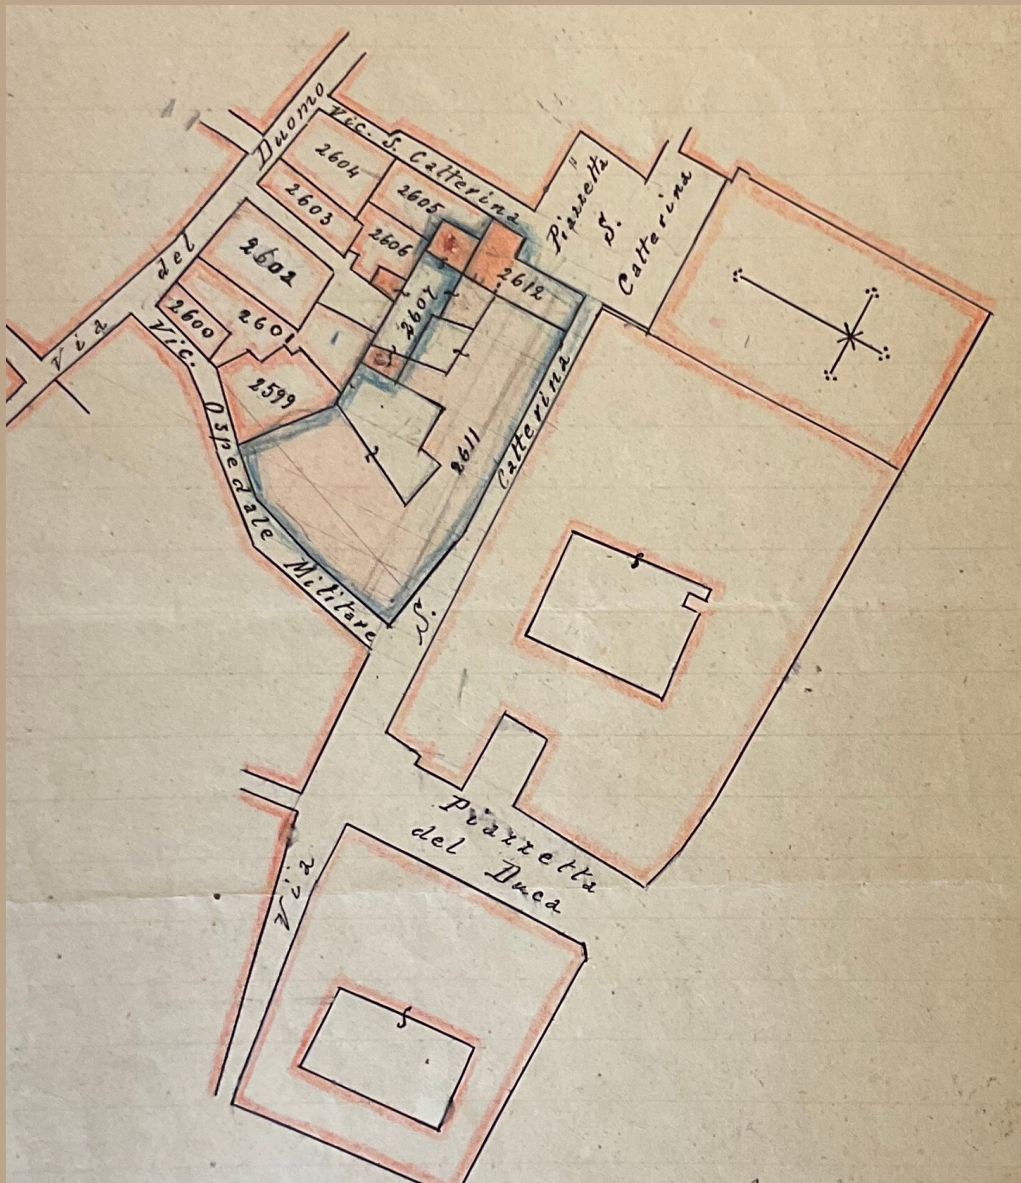 Via del Duomo
Vic. S. Catterina
Piazzetta
S.
Catterina
2604
2603
2605
2606
2602
2607
2612
2600
2601
2599
2611
Vic. Ospedale Militare
Via S. Catterina
Piazzetta
del Duca